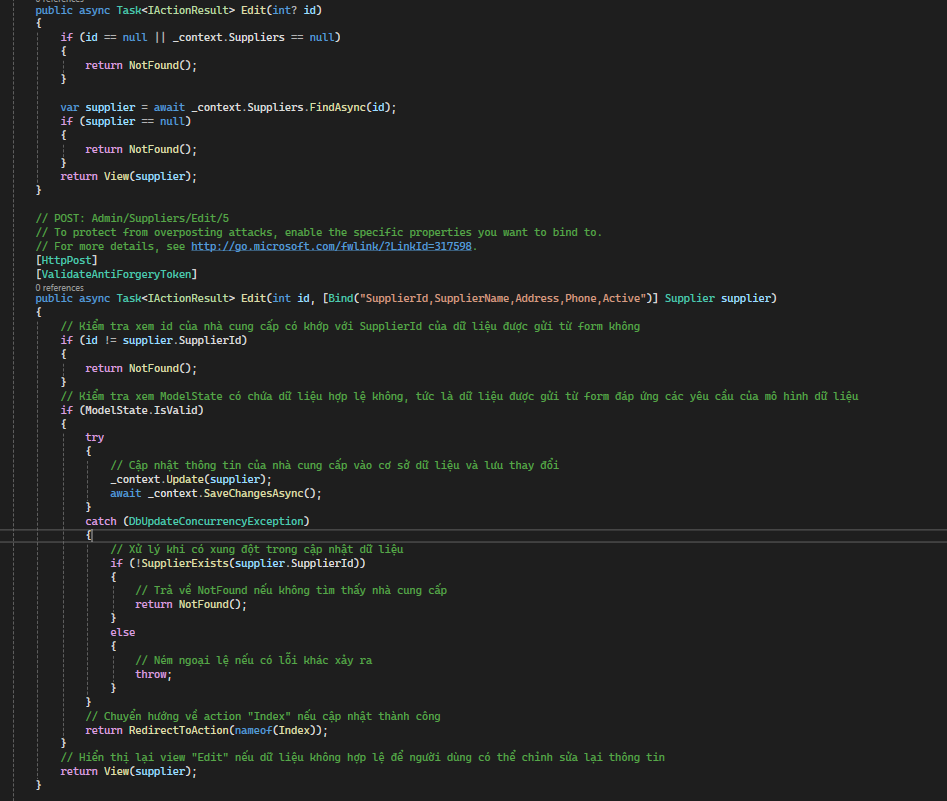 0 references
public async Task<IActionResult> Edit(int? id)
{
    if (id == null || _context.Suppliers == null)
    {
        return NotFound();
    }

    var supplier = await _context.Suppliers.FindAsync(id);
    if (supplier == null)
    {
        return NotFound();
    }
    return View(supplier);
}

// POST: Admin/Suppliers/Edit/5
// To protect from overposting attacks, enable the specific properties you want to bind to.
// For more details, see http://go.microsoft.com/fwlink/?LinkId=317598.
[HttpPost]
[ValidateAntiForgeryToken]
0 references
public async Task<IActionResult> Edit(int id, [Bind("SupplierId,SupplierName,Address,Phone,Active")] Supplier supplier)
{
    // Kiểm tra xem id của nhà cung cấp có khớp với SupplierId của dữ liệu được gửi từ form không
    if (id != supplier.SupplierId)
    {
        return NotFound();
    }
    // Kiểm tra xem ModelState có chứa dữ liệu hợp lệ không, tức là dữ liệu được gửi từ form đáp ứng các yêu cầu của mô hình dữ liệu
    if (ModelState.IsValid)
    {
        try
        {
            // Cập nhật thông tin của nhà cung cấp vào cơ sở dữ liệu và lưu thay đổi
            _context.Update(supplier);
            await _context.SaveChangesAsync();
        }
        catch (DbUpdateConcurrencyException)
        {
            // Xử lý khi có xung đột trong cập nhật dữ liệu
            if (!SupplierExists(supplier.SupplierId))
            {
                // Trả về NotFound nếu không tìm thấy nhà cung cấp
                return NotFound();
            }
            else
            {
                // Ném ngoại lệ nếu có lỗi khác xảy ra
                throw;
            }
        }
        // Chuyển hướng về action "Index" nếu cập nhật thành công
        return RedirectToAction(nameof(Index));
    }
    // Hiển thị lại view "Edit" nếu dữ liệu không hợp lệ để người dùng có thể chỉnh sửa lại thông tin
    return View(supplier);
}